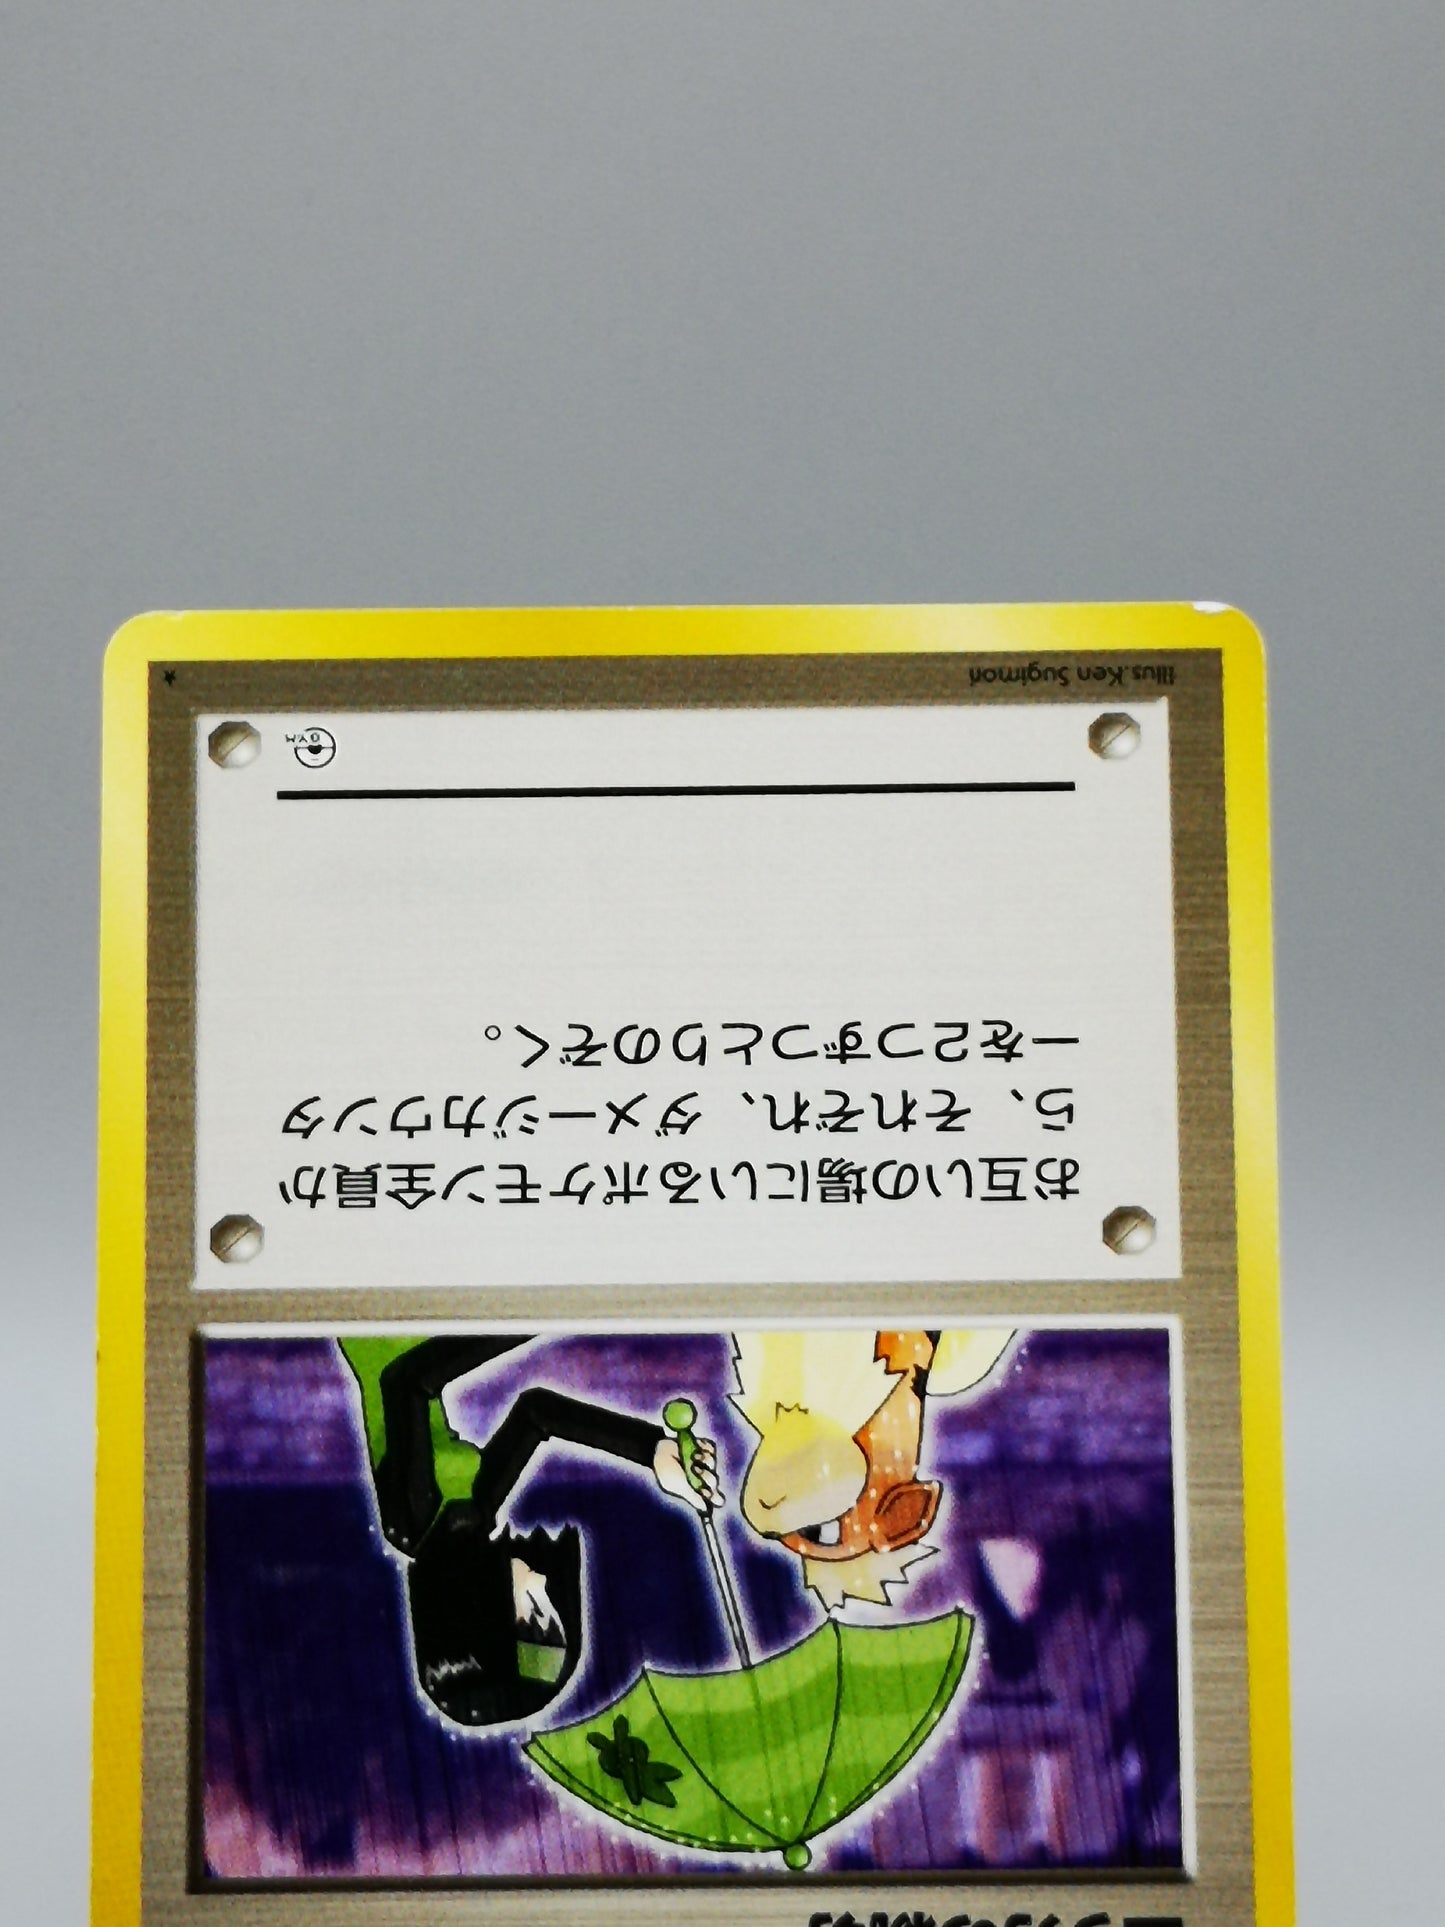 お互いの場にいるポケモン全員か
ら、それぞれ、ダメージカウンタ
ーを2つずつとりのぞく。
GYM
Illus.Ken Sugimori